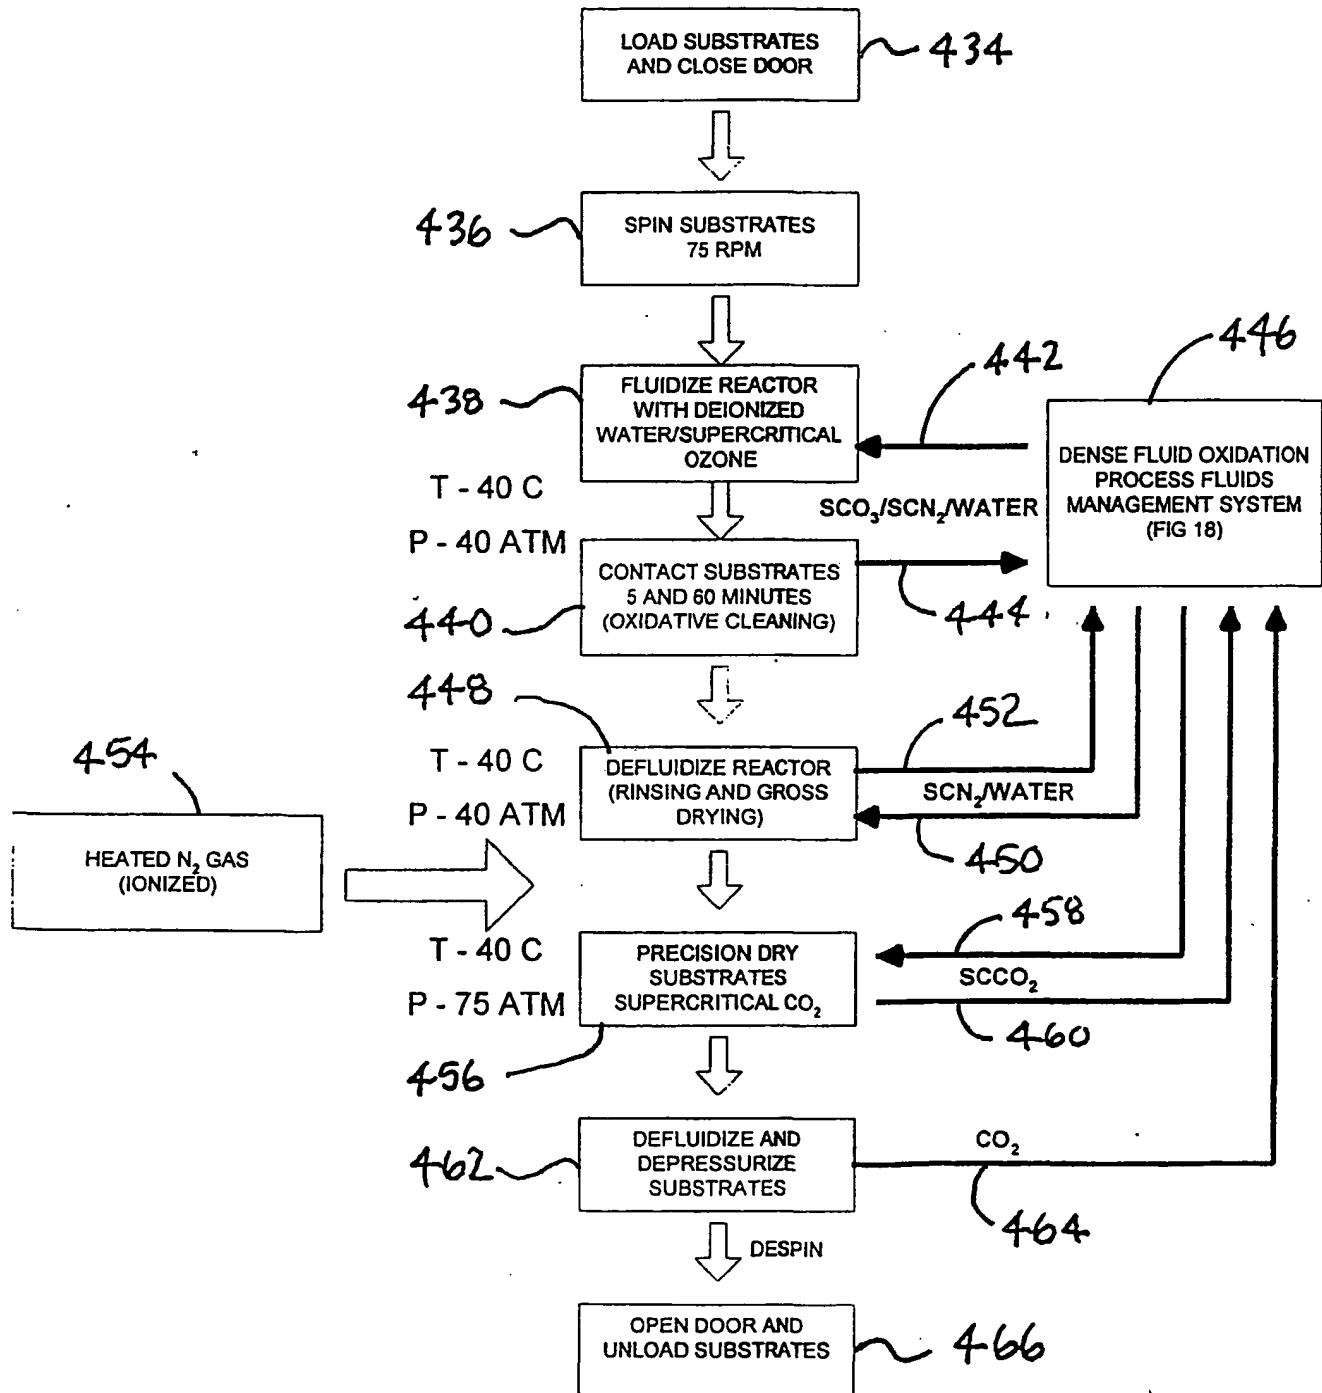 LOAD SUBSTRATES
AND CLOSE DOOR
434
SPIN SUBSTRATES
75 RPM
436
FLUIDIZE REACTOR
WITH DEIONIZED
WATER/SUPERCRITICAL
OZONE
438
442
446
DENSE FLUID OXIDATION
PROCESS FLUIDS
MANAGEMENT SYSTEM
(FIG 18)
T - 40 C
P - 40 ATM
SCO₃/SCN₂/WATER
CONTACT SUBSTRATES
5 AND 60 MINUTES
(OXIDATIVE CLEANING)
440
444
448
452
T - 40 C
P - 40 ATM
DEFLUIDIZE REACTOR
(RINSING AND GROSS
DRYING)
SCN₂/WATER
450
454
HEATED N₂ GAS
(IONIZED)
T - 40 C
P - 75 ATM
PRECISION DRY
SUBSTRATES
SUPERCRITICAL CO₂
458
SCCO₂
460
456
DEFLUIDIZE AND
DEPRESSURIZE
SUBSTRATES
462
CO₂
464
DESPIN
OPEN DOOR AND
UNLOAD SUBSTRATES
466